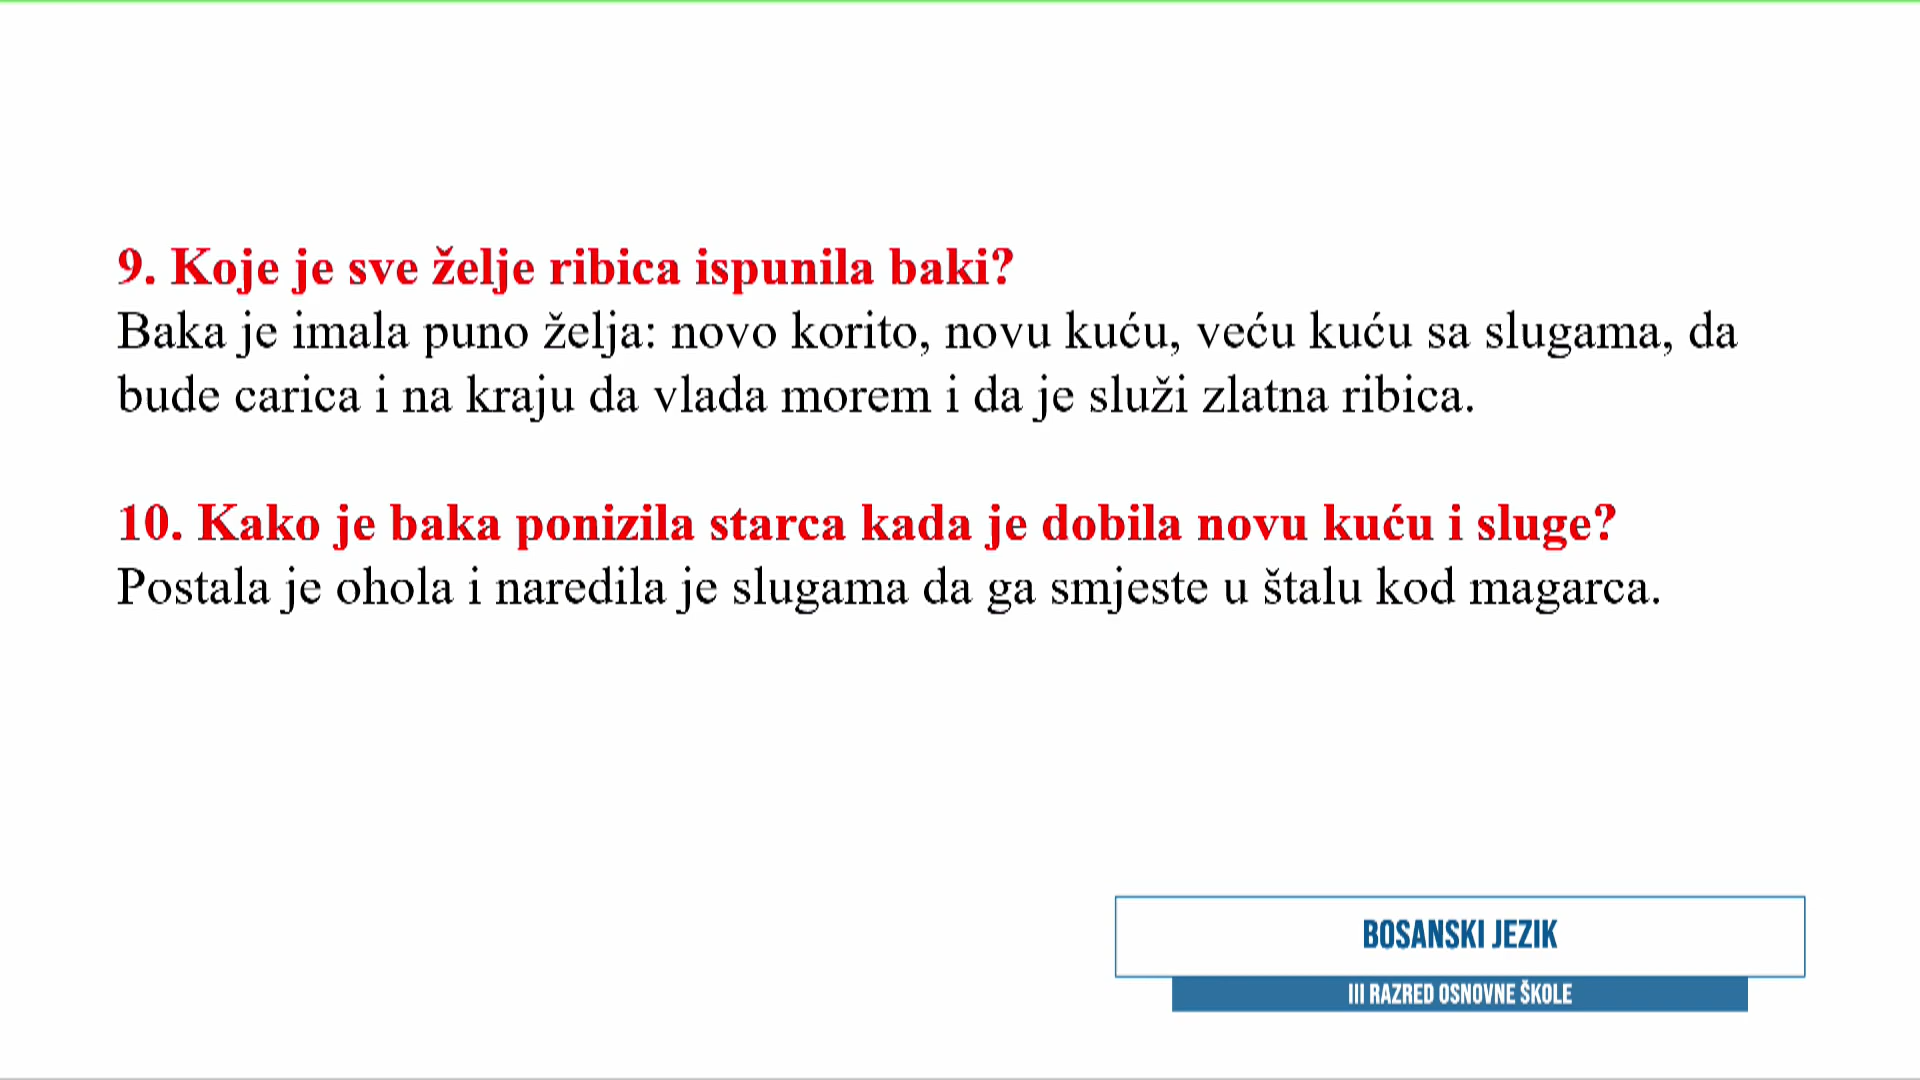 9. Koje je sve želje ribica ispunila baki?
Baka je imala puno želja: novo korito, novu kuću, veću kuću sa slugama, da
bude carica i na kraju da vlada morem i da je služi zlatna ribica.
10. Kako je baka ponizila starca kada je dobila novu kuću i sluge?
Postala je ohola i naredila je slugama da ga smjeste u štalu kod magarca.
BOSANSKI JEZIK
III RAZRED OSNOVNE ŠKOLE